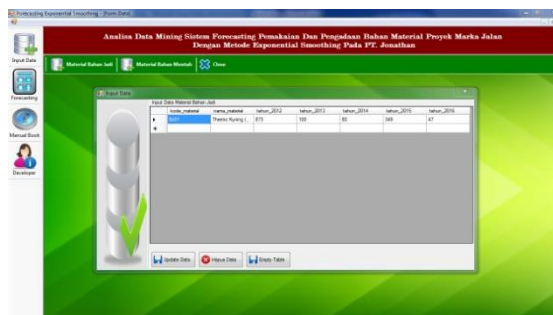 Forecasting Exponential Smoothing - [Form Data]
Analisa Data Mining Sistem Forecasting Pemakaian Dan Pengadaan Bahan Material Proyek Marka Jalan
Dengan Metode Exponential Smoothing Pada PT. Jonathan
Input Data
Material Bahan Jadi
Material Bahan Mentah
Close
Forecasting
Manual Book
Developer
Input Data
Input Data Material Bahan Jadi
kode_material nama_material tahun_2012 tahun_2013 tahun_2014 tahun_2015 tahun_2016
Thermo Kuning 873 100 80 348 47
Update Data
Hapus Data
Empty Table